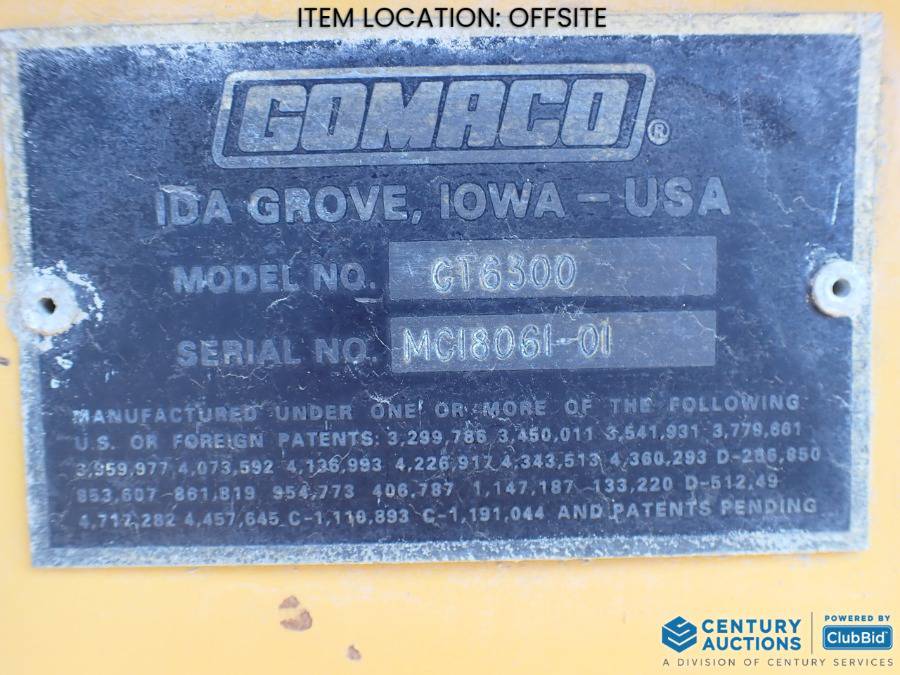 ITEM LOCATION: OFFSITE
GOMACO®
IDA GROVE, IOWA - USA
MODEL NO. GT6300
SERIAL NO. MC18061-01
MANUFACTURED UNDER ONE OR MORE OF THE FOLLOWING
U.S. OR FOREIGN PATENTS: 3,299,786 3,450,011 3,541,931 3,779,661
3,959,977 4,073,592 4,136,993 4,226,917 4,343,513 4,360,293 D-266,850
853,607 861,819 954,773 406,787 1,147,187 133,220 D-512,49
4,717,282 4,457,645 C-1,110,893 C-1,191,044 AND PATENTS PENDING
CENTURY AUCTIONS
A DIVISION OF CENTURY SERVICES
POWERED BY
ClubBid